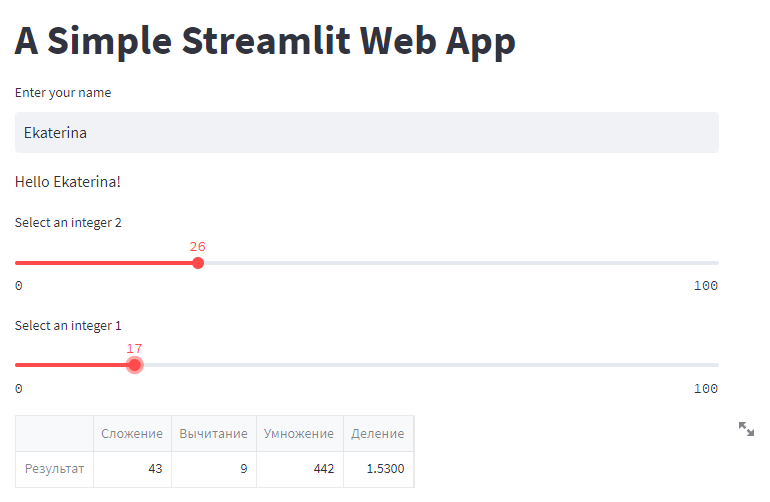 A Simple Streamlit Web App
Enter your name
Ekaterina
Hello Ekaterina!
Select an integer 2
26
0 100
Select an integer 1
17
0 100
Сложение Вычитание Умножение Деление
Результат 43 9 442 1.5300